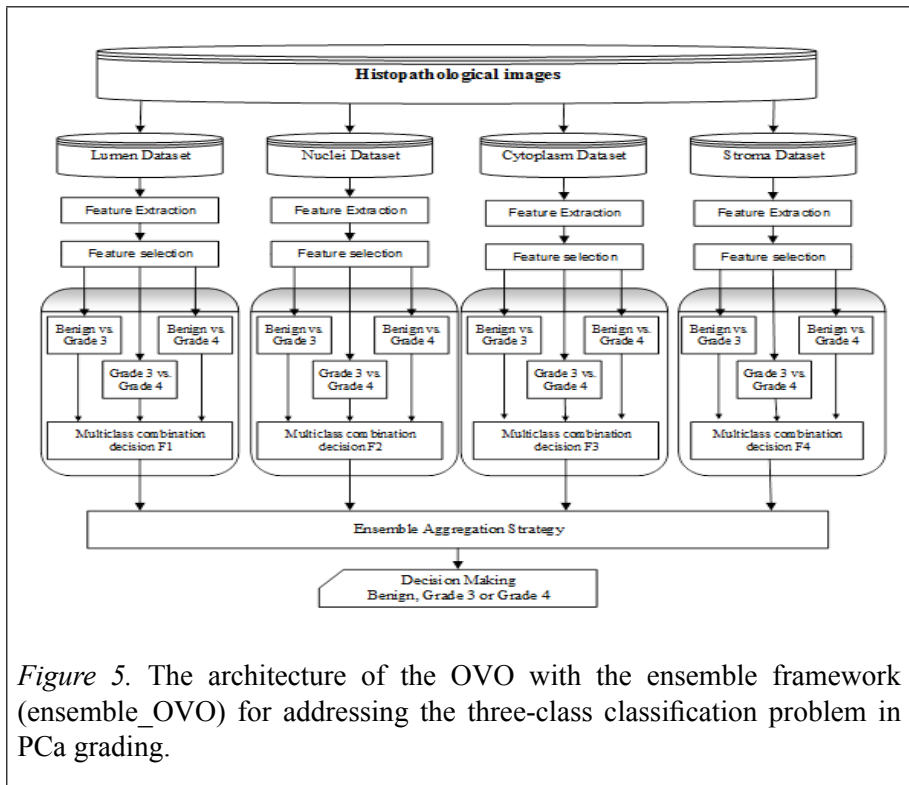 Histopathological images
Lumen Dataset
Nuclei Dataset
Cytoplasm Dataset
Stroma Dataset
Feature Extraction
Feature Extraction
Feature Extraction
Feature Extraction
Feature selection
Feature selection
Feature selection
Feature selection
Benign vs.
Grade 3
Benign vs.
Grade 4
Grade 3 vs.
Grade 4
Benign vs.
Grade 3
Benign vs.
Grade 4
Grade 3 vs.
Grade 4
Benign vs.
Grade 3
Benign vs.
Grade 4
Grade 3 vs.
Grade 4
Benign vs.
Grade 3
Benign vs.
Grade 4
Grade 3 vs.
Grade 4
Multiclass combination
decision F1
Multiclass combination
decision F2
Multiclass combination
decision F3
Multiclass combination
decision F4
Ensemble Aggregation Strategy
Decision Making
Benign, Grade 3 or Grade 4
Figure 5. The architecture of the OVO with the ensemble framework
(ensemble_OVO) for addressing the three-class classification problem in
PCa grading.